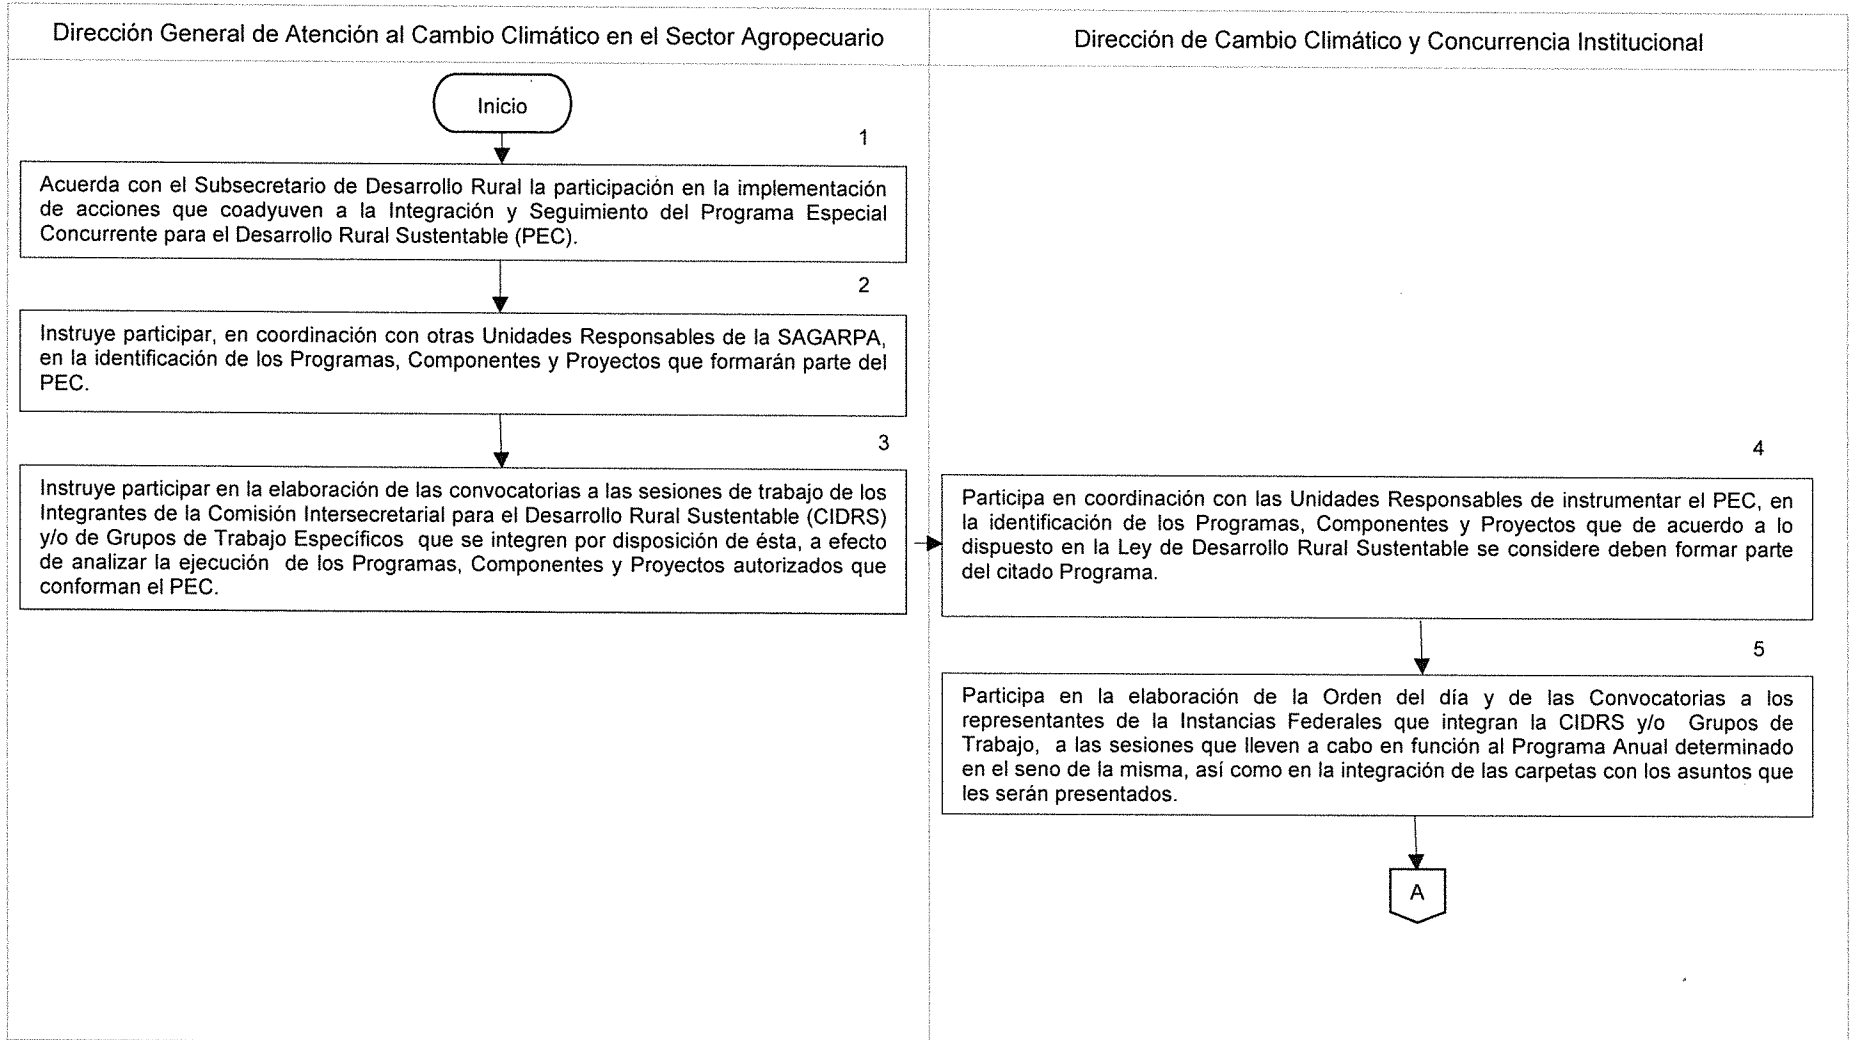 Dirección General de Atención al Cambio Climático en el Sector Agropecuario
Dirección de Cambio Climático y Concurrencia Institucional
Inicio
1
Acuerda con el Subsecretario de Desarrollo Rural la participación en la implementación
de acciones que coadyuven a la Integración y Seguimiento del Programa Especial
Concurrente para el Desarrollo Rural Sustentable (PEC).
2
Instruye participar, en coordinación con otras Unidades Responsables de la SAGARPA,
en la identificación de los Programas, Componentes y Proyectos que formarán parte del
PEC.
3
Instruye participar en la elaboración de las convocatorias a las sesiones de trabajo de los
Integrantes de la Comisión Intersecretarial para el Desarrollo Rural Sustentable (CIDRS)
y/o de Grupos de Trabajo Específicos que se integren por disposición de ésta, a efecto
de analizar la ejecución de los Programas, Componentes y Proyectos autorizados que
conforman el PEC.
4
Participa en coordinación con las Unidades Responsables de instrumentar el PEC, en
la identificación de los Programas, Componentes y Proyectos que de acuerdo a lo
dispuesto en la Ley de Desarrollo Rural Sustentable se considere deben formar parte
del citado Programa.
5
Participa en la elaboración de la Orden del día y de las Convocatorias a los
representantes de la Instancias Federales que integran la CIDRS y/o Grupos de
Trabajo, a las sesiones que lleven a cabo en función al Programa Anual determinado
en el seno de la misma, así como en la integración de las carpetas con los asuntos que
les serán presentados.
A